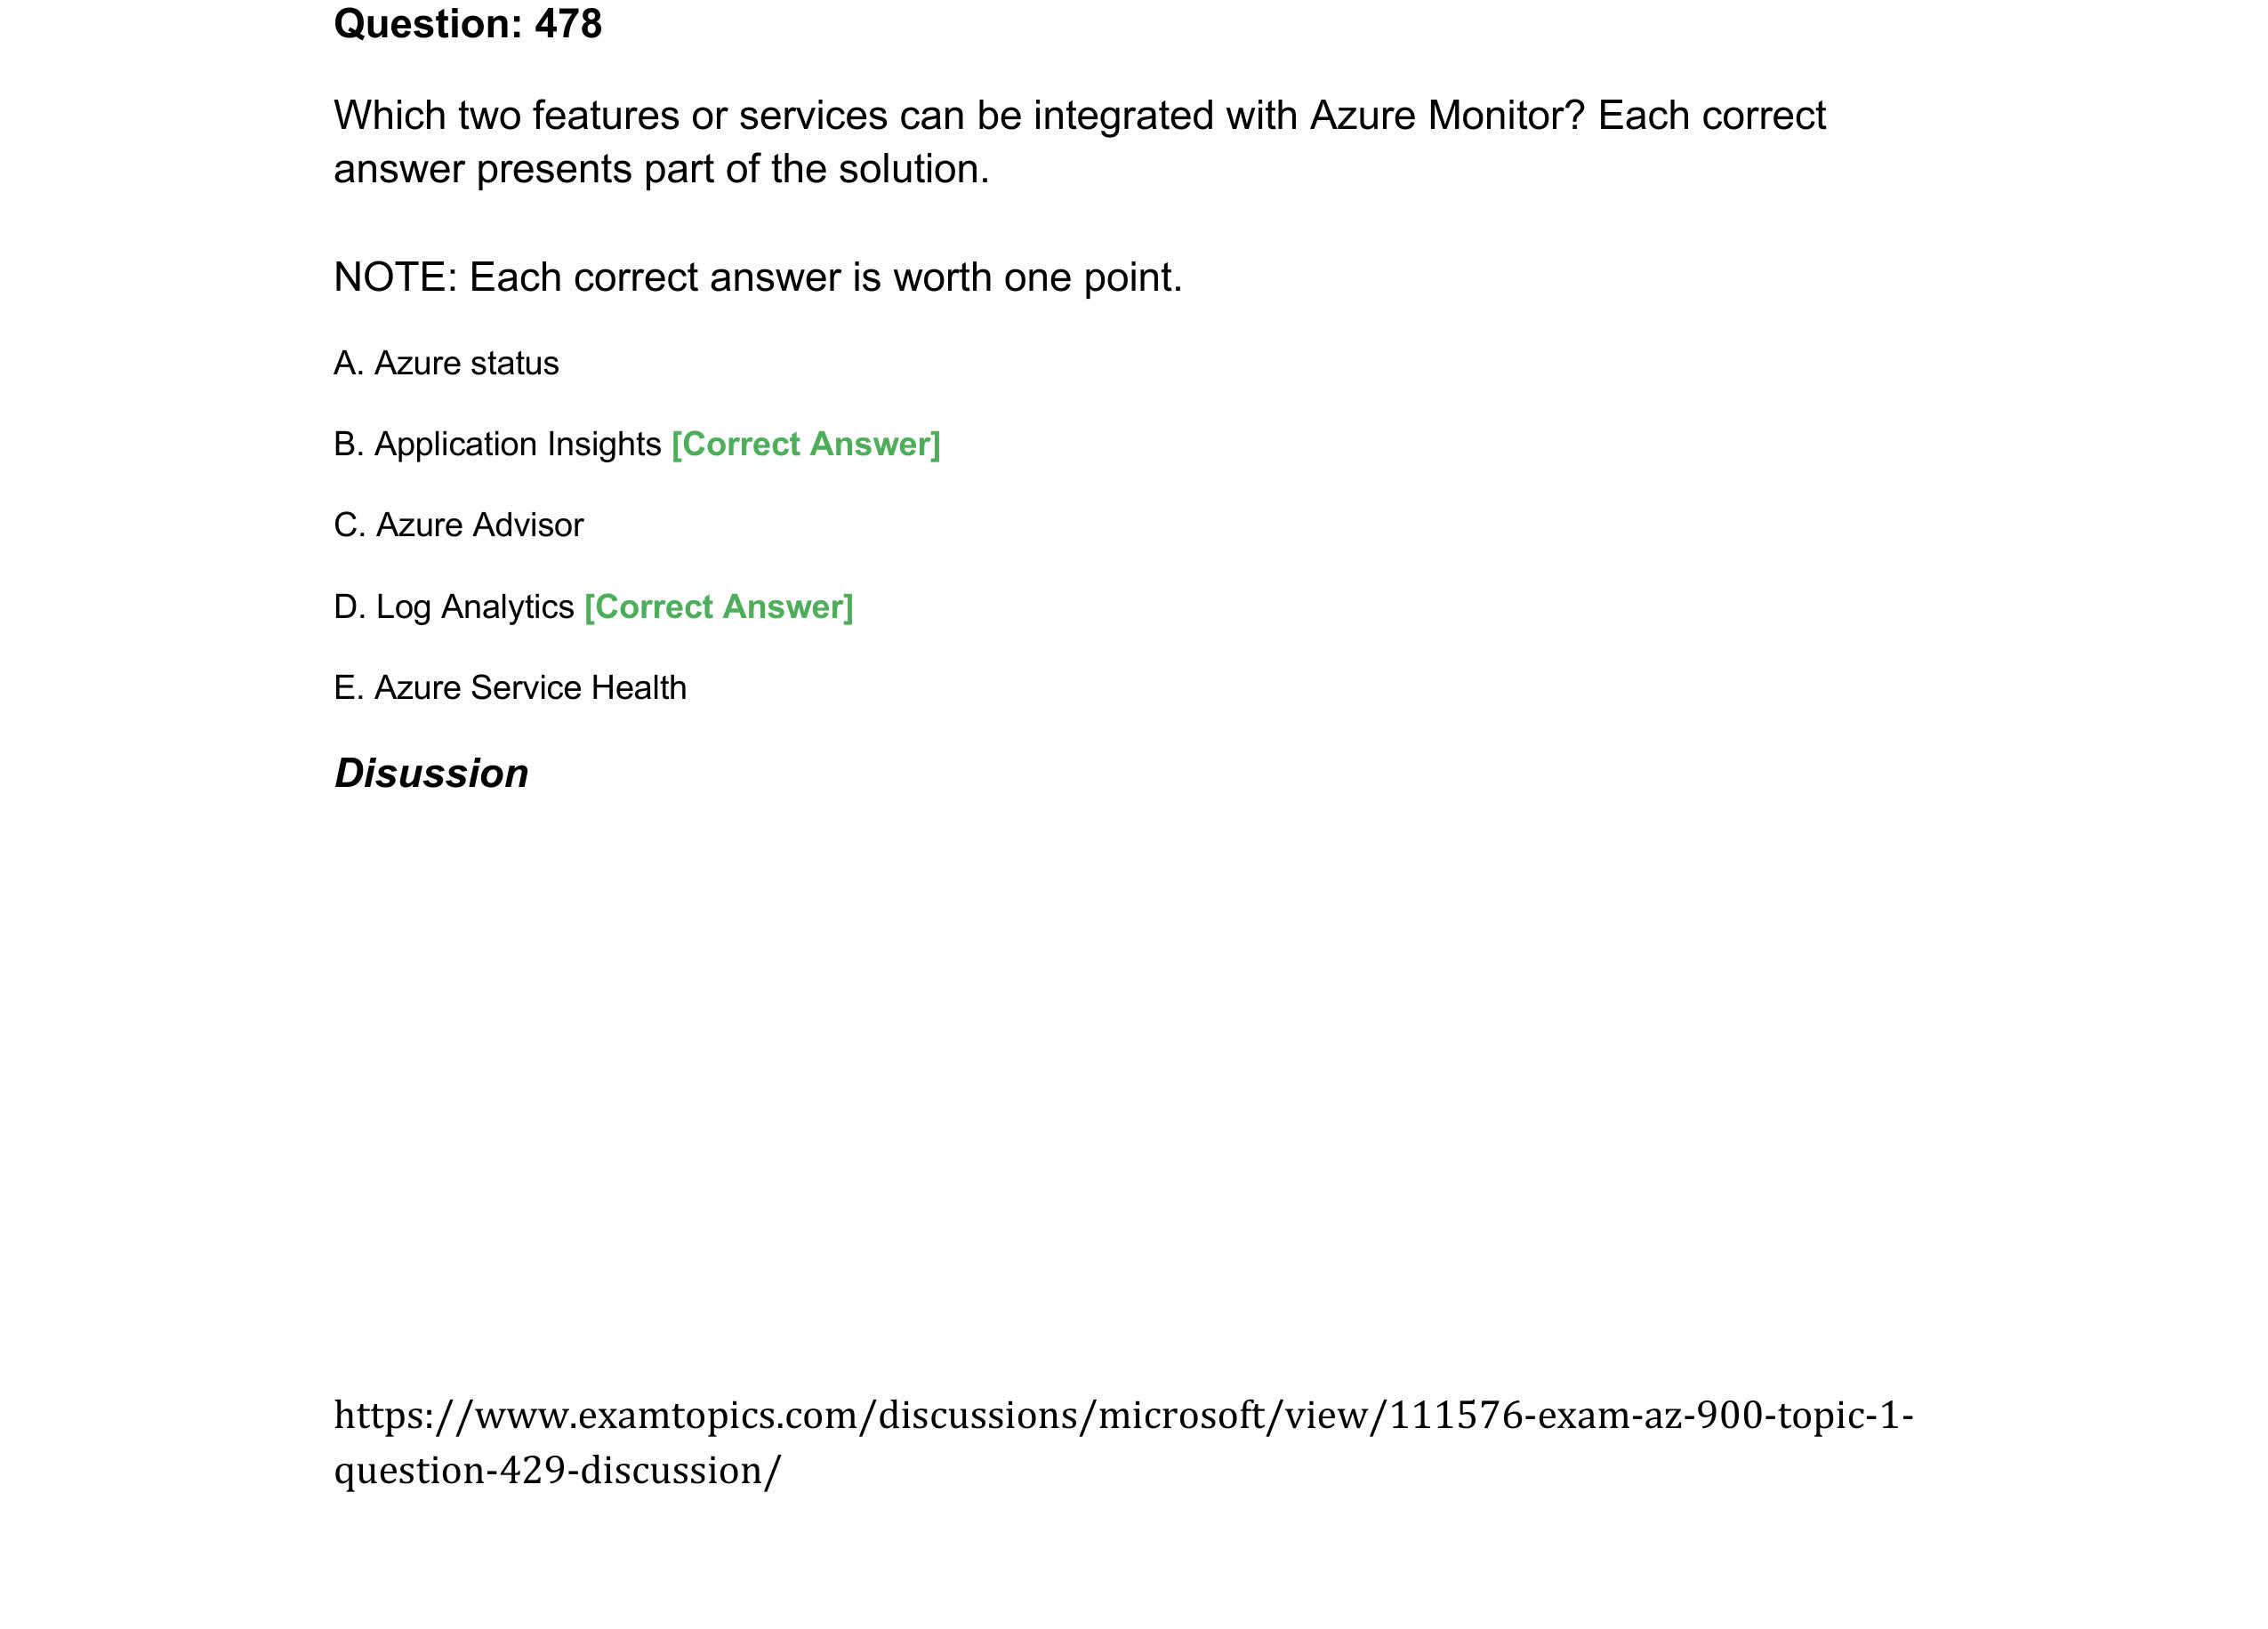 Question: 478
Which two features or services can be integrated with Azure Monitor? Each correct
answer presents part of the solution.
NOTE: Each correct answer is worth one point.
A. Azure status
B. Application Insights [Correct Answer]
C. Azure Advisor
D. Log Analytics [Correct Answer]
E. Azure Service Health
Disussion
https://www.examtopics.com/discussions/microsoft/view/111576-exam-az-900-topic-1-
question-429-discussion/